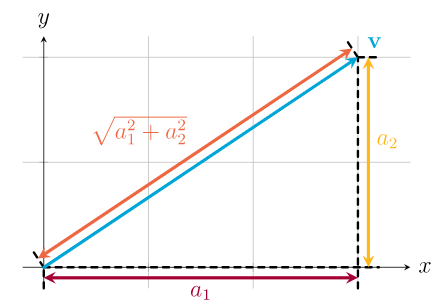 y
v
√(a₁² + a₂²)
a₂
x
a₁